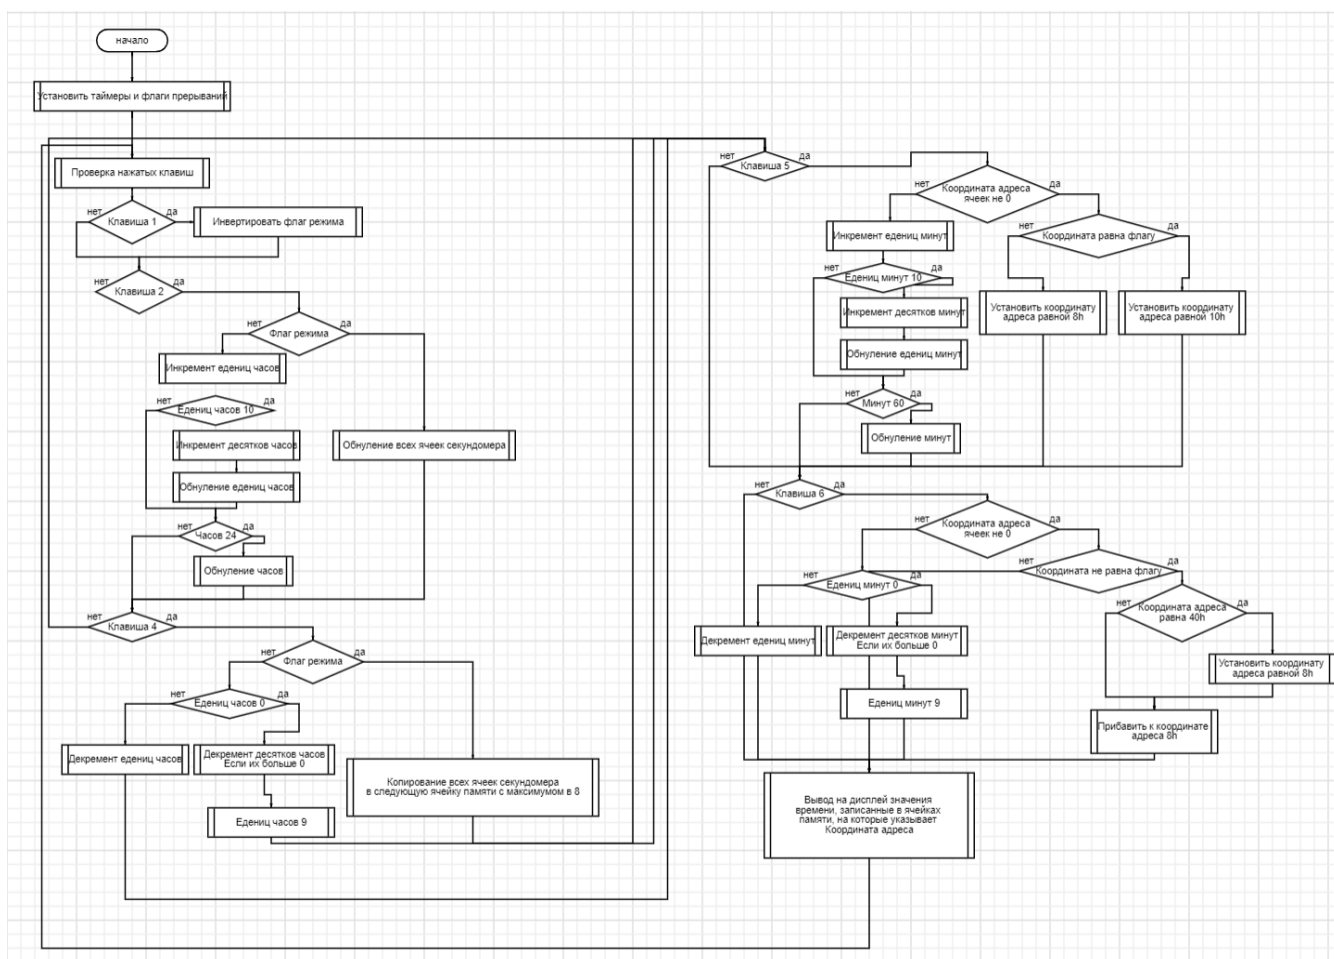 начало
Установить таймеры и флаги прерываний
Проверка нажатых клавиш
нет
да
Клавиша 1
Инвертировать флаг режима
нет
да
Клавиша 2
нет
да
Флаг режима
Инкремент едениц часов
нет
да
Едениц часов 10
Инкремент десятков часов
Обнуление всех ячеек секундомера
Обнуление едениц часов
нет
да
Часов 24
Обнуление часов
нет
да
Клавиша 4
нет
да
Флаг режима
нет
да
Едениц часов 0
Декремент едениц часов
Декремент десятков часов
Если их больше 0
Едениц часов 9
Копирование всех ячеек секундомера
в следующую ячейку памяти с максимумом в 8
нет
да
Клавиша 5
нет
да
Координата адреса
ячеек не 0
Инкремент едениц минут
нет
да
Координата равна флагу
нет
да
Едениц минут 10
Инкремент десятков минут
Установить координату
адреса равной 8h
Установить координату
адреса равной 10h
Обнуление едениц минут
нет
да
Минут 60
Обнуление минут
нет
да
Клавиша 6
нет
да
Координата адреса
ячеек не 0
нет
да
Координата не равна флагу
нет
да
Едениц минут 0
нет
да
Координата адреса
равна 40h
Декремент едениц минут
Декремент десятков минут
Если их больше 0
Установить координату
адреса равной 8h
Едениц минут 9
Прибавить к координате
адреса 8h
Вывод на дисплей значения
времени, записанные в ячейках
памяти, на которые указывает
Координата адреса